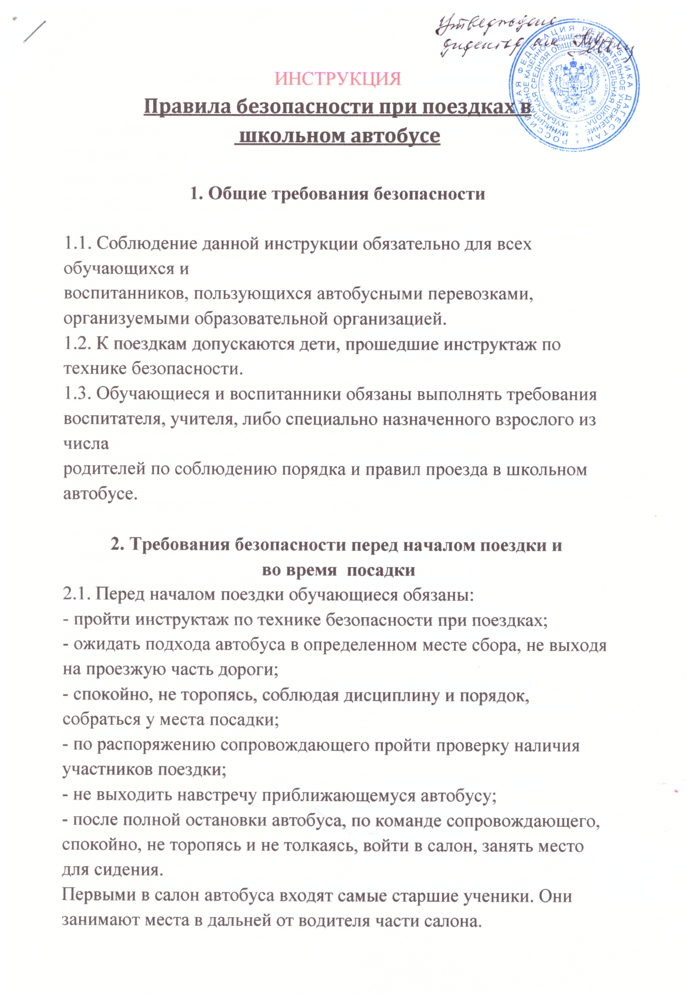 Утверждаю
директор
РОССИЙСКАЯ ФЕДЕРАЦИЯ РЕСПУБЛИКА ДАГЕСТАН
МУНИЦИПАЛЬНОЕ КАЗЕННОЕ ОБЩЕОБРАЗОВАТЕЛЬНОЕ УЧРЕЖДЕНИЕ
"ХУБАРСКАЯ СРЕДНЯЯ ОБЩЕОБРАЗОВАТЕЛЬНАЯ ШКОЛА"
ИНСТРУКЦИЯ
Правила безопасности при поездках в
школьном автобусе
1. Общие требования безопасности
1.1. Соблюдение данной инструкции обязательно для всех
обучающихся и
воспитанников, пользующихся автобусными перевозками,
организуемыми образовательной организацией.
1.2. К поездкам допускаются дети, прошедшие инструктаж по
технике безопасности.
1.3. Обучающиеся и воспитанники обязаны выполнять требования
воспитателя, учителя, либо специально назначенного взрослого из
числа
родителей по соблюдению порядка и правил проезда в школьном
автобусе.
2. Требования безопасности перед началом поездки и
во время посадки
2.1. Перед началом поездки обучающиеся обязаны:
- пройти инструктаж по технике безопасности при поездках;
- ожидать подхода автобуса в определенном месте сбора, не выходя
на проезжую часть дороги;
- спокойно, не торопясь, соблюдая дисциплину и порядок,
собраться у места посадки;
- по распоряжению сопровождающего пройти проверку наличия
участников поездки;
- не выходить навстречу приближающемуся автобусу;
- после полной остановки автобуса, по команде сопровождающего,
спокойно, не торопясь и не толкаясь, войти в салон, занять место
для сидения.
Первыми в салон автобуса входят самые старшие ученики. Они
занимают места в дальней от водителя части салона.